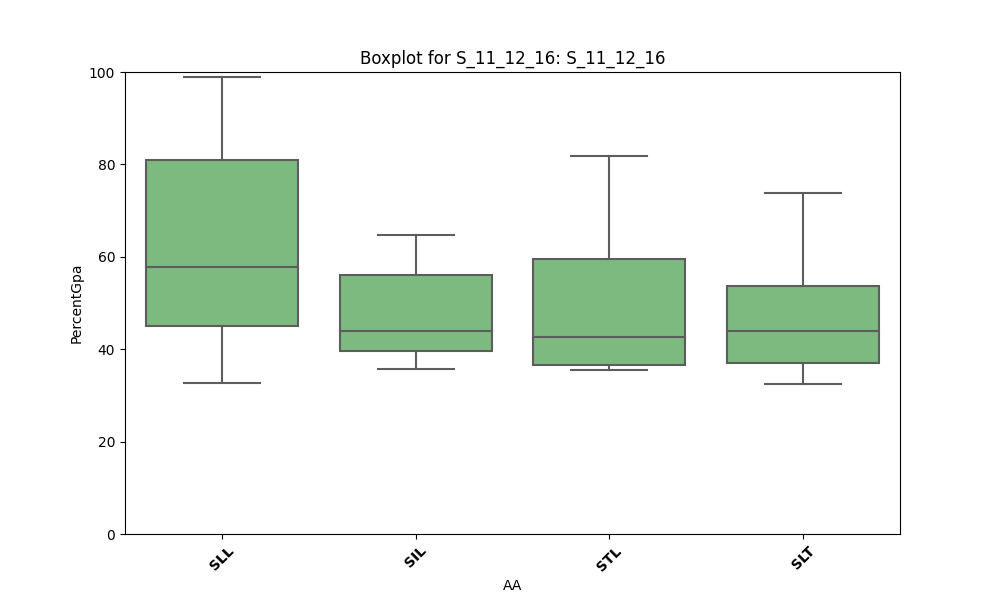 Boxplot for S_11_12_16: S_11_12_16
100
80
60
40
20
0
PercentGpa
SLL
SIL
STL
SLT
AA